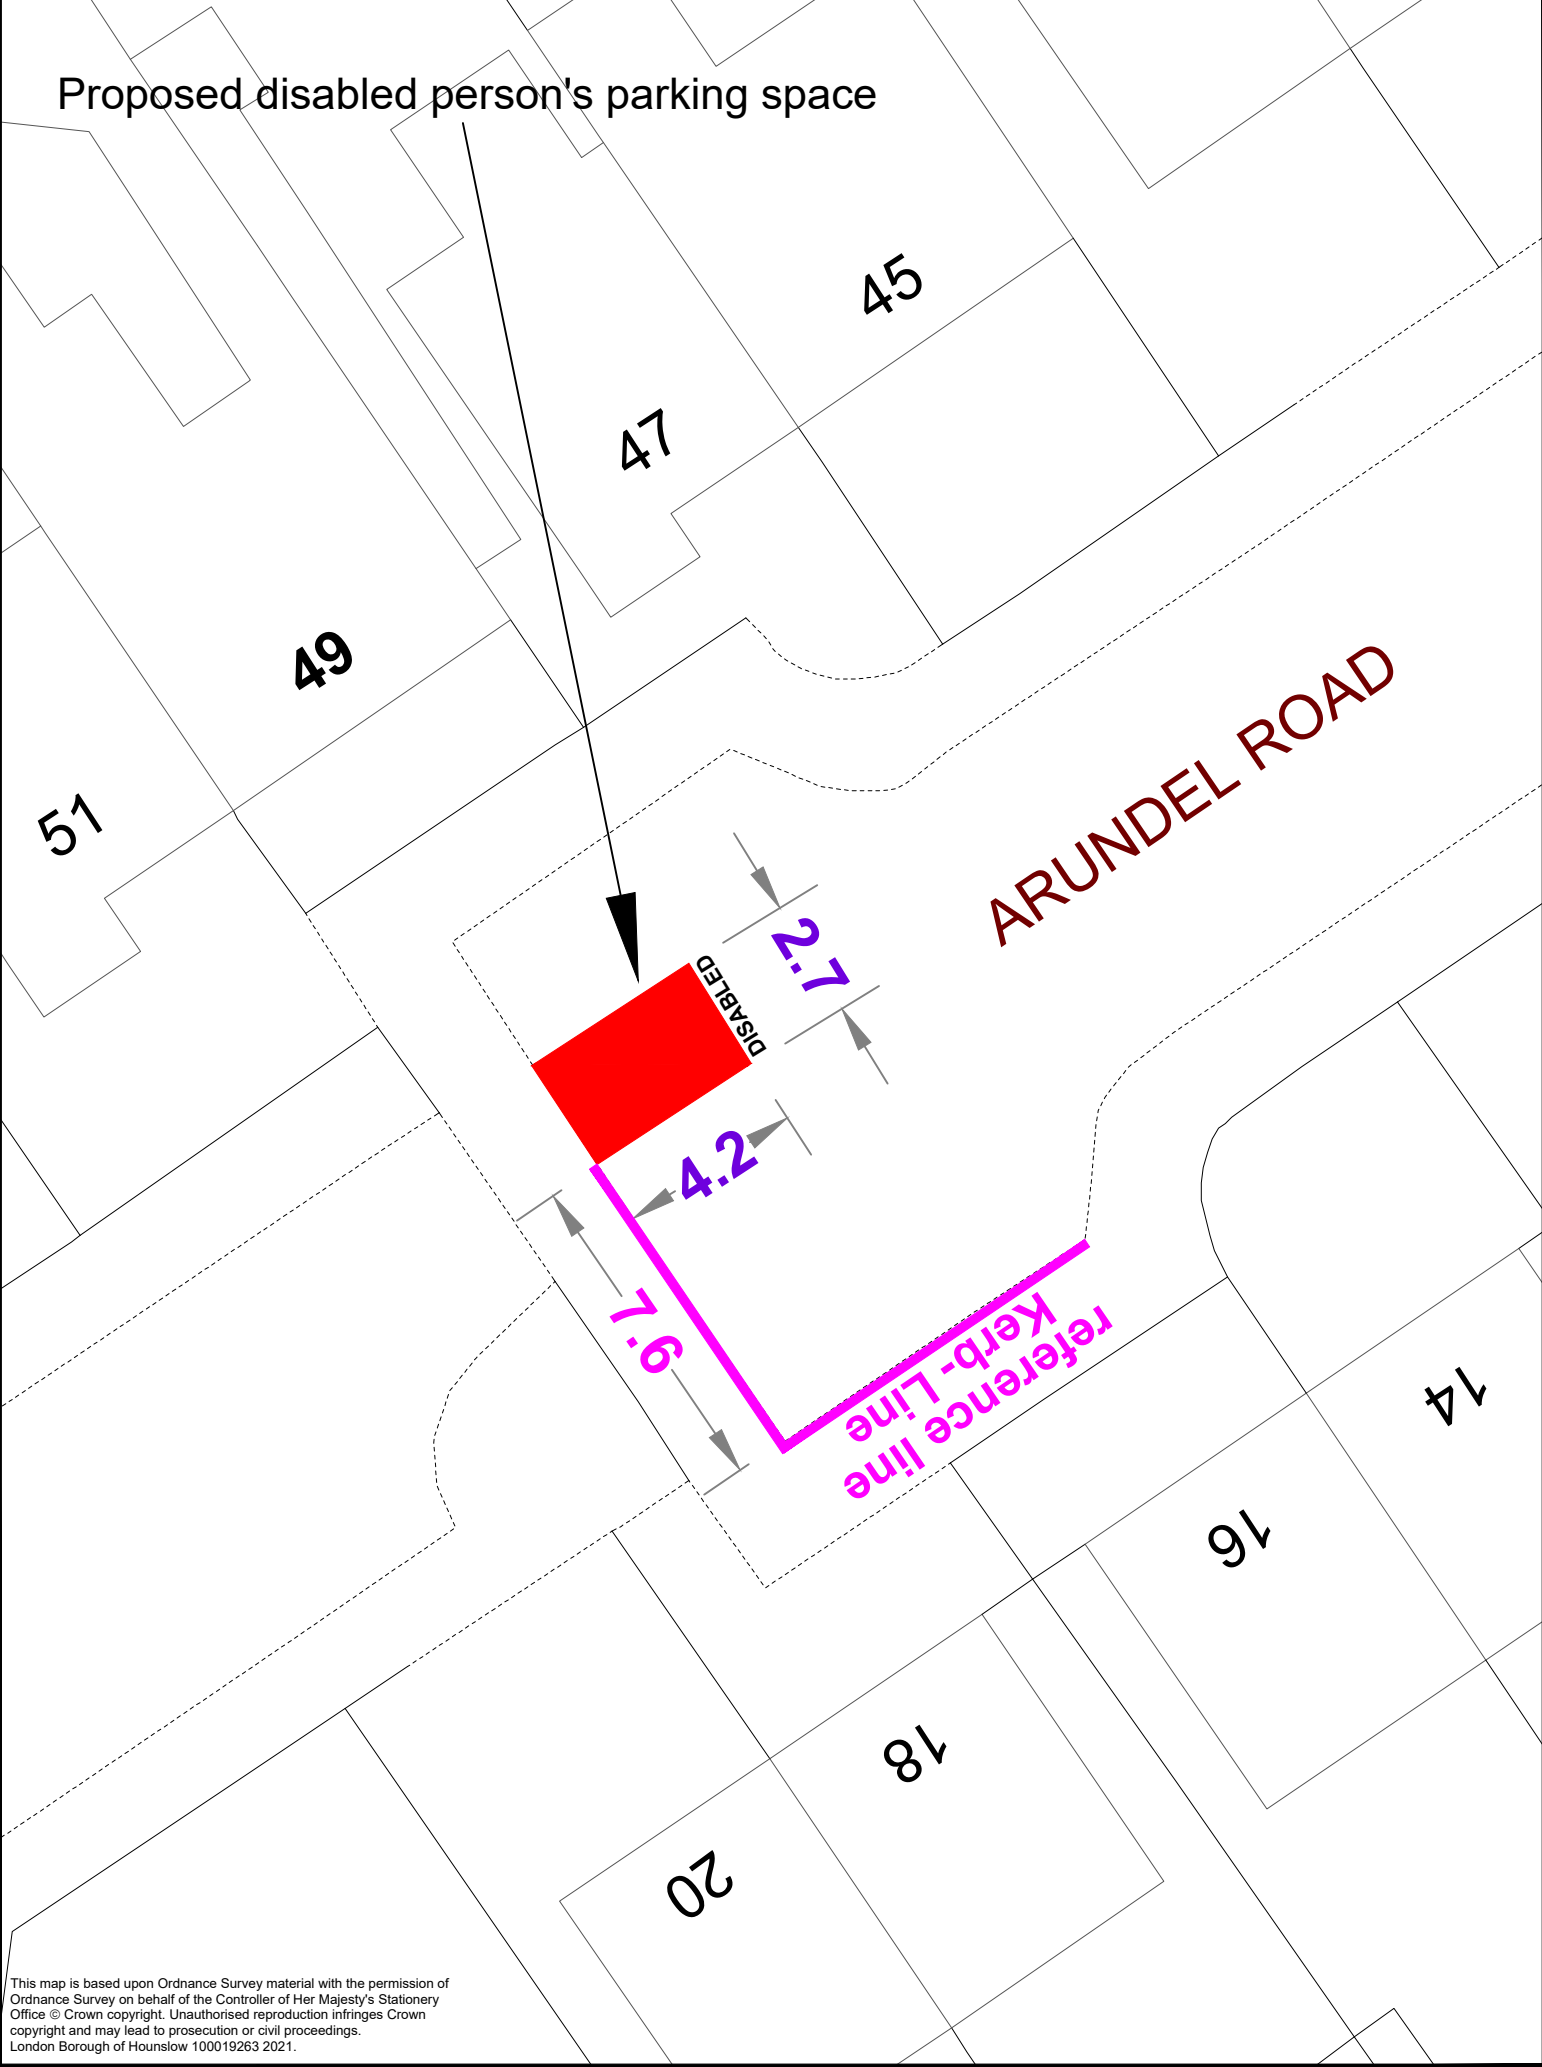 Proposed disabled person's parking space
45
47
49
51
ARUNDEL ROAD
2.7
DISABLED
4.2
7.6
Kerb- Line
reference line
14
16
18
20
This map is based upon Ordnance Survey material with the permission of
Ordnance Survey on behalf of the Controller of Her Majesty's Stationery
Office © Crown copyright. Unauthorised reproduction infringes Crown
copyright and may lead to prosecution or civil proceedings.
London Borough of Hounslow 100019263 2021.